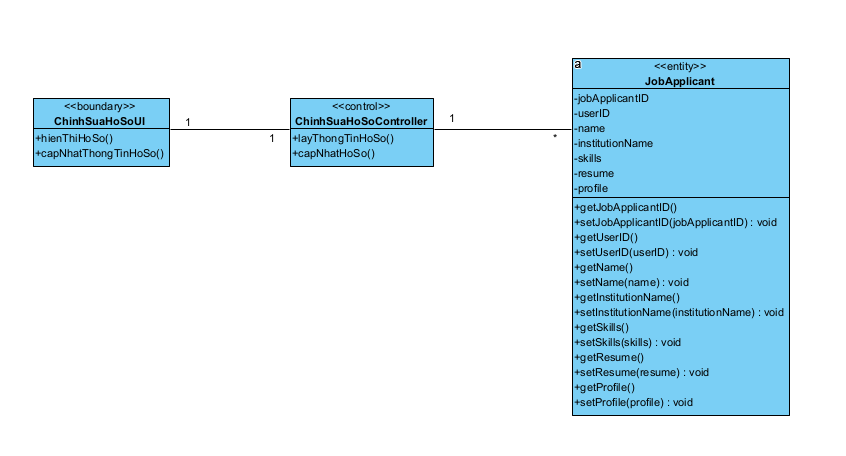 <<boundary>>
ChinhSuaHoSoUI
+hienThiHoSo()
+capNhatThongTinHoSo()
1
1
<<control>>
ChinhSuaHoSoController
+layThongTinHoSo()
+capNhatHoSo()
1
*
a
<<entity>>
JobApplicant
-jobApplicantID
-userID
-name
-institutionName
-skills
-resume
-profile
+getJobApplicantID()
+setJobApplicantID(jobApplicantID) : void
+getUserID()
+setUserID(userID) : void
+getName()
+setName(name) : void
+getInstitutionName()
+setInstitutionName(institutionName) : void
+getSkills()
+setSkills(skills) : void
+getResume()
+setResume(resume) : void
+getProfile()
+setProfile(profile) : void